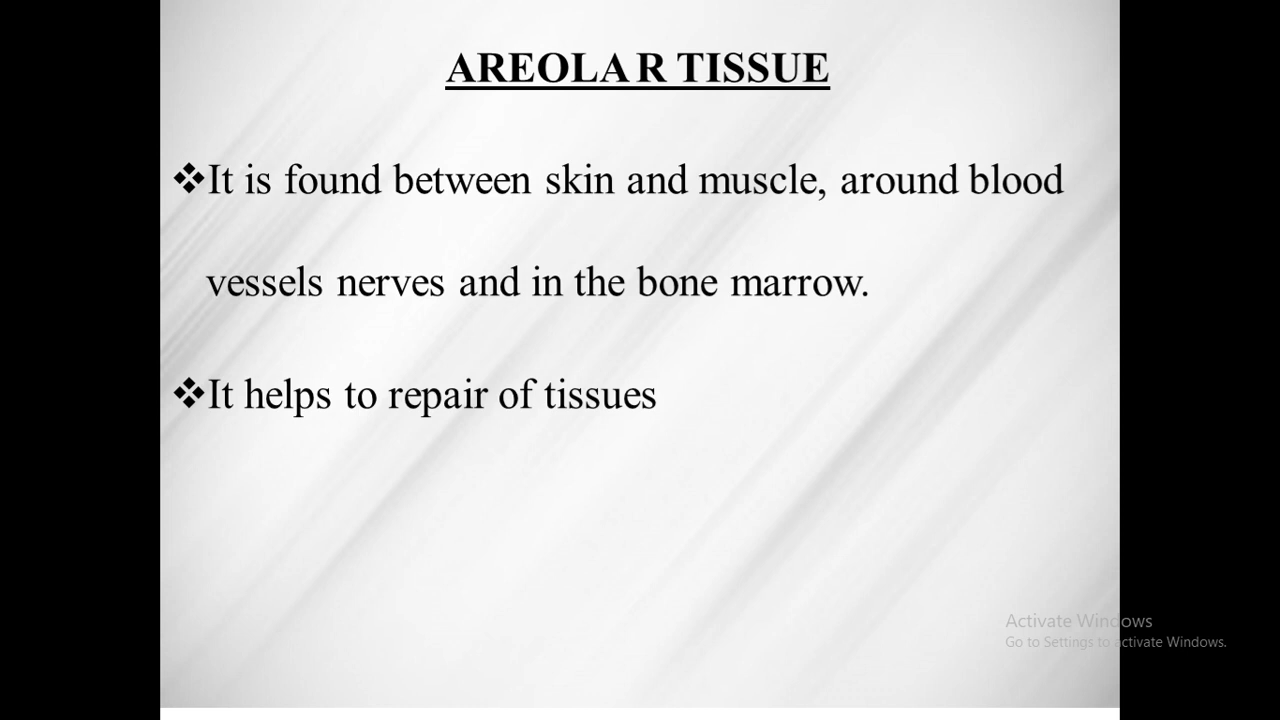 AREOLAR TISSUE
❖It is found between skin and muscle, around blood
vessels nerves and in the bone marrow.
❖It helps to repair of tissues
Activate Windows
Go to Settings to activate Windows.